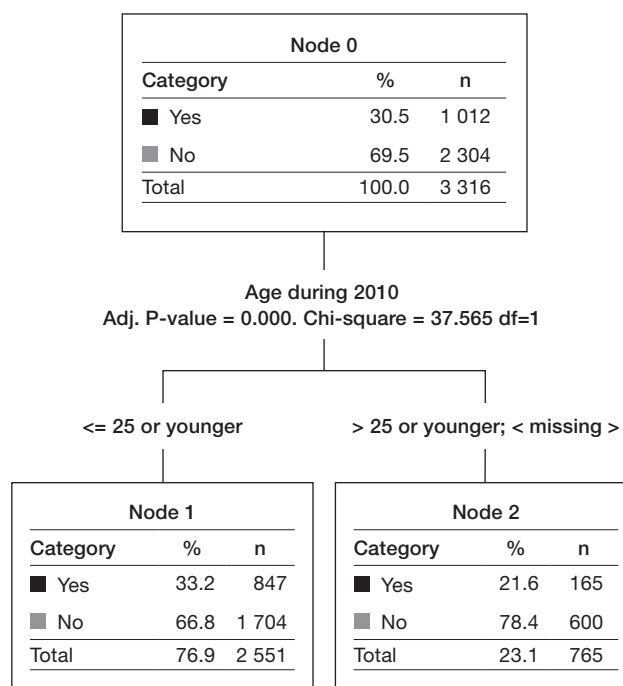 Node 0
Category % n
Yes 30.5 1 012
No 69.5 2 304
Total 100.0 3 316
Age during 2010
Adj. P-value = 0.000. Chi-square = 37.565 df=1
<= 25 or younger
> 25 or younger; < missing >
Node 1
Category % n
Yes 33.2 847
No 66.8 1 704
Total 76.9 2 551
Node 2
Category % n
Yes 21.6 165
No 78.4 600
Total 23.1 765